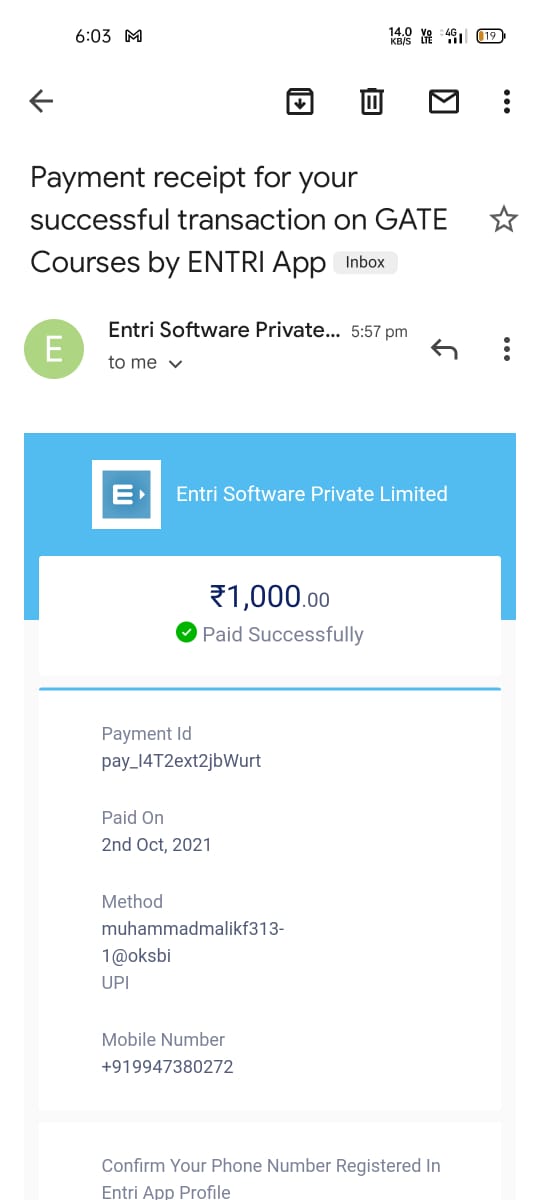 6:03
14.0 KB/S Vo LTE 4G 19
Payment receipt for your
successful transaction on GATE
Courses by ENTRI App Inbox
E
Entri Software Private... 5:57 pm
to me
Entri Software Private Limited
₹1,000.00
Paid Successfully
Payment Id
pay_I4T2ext2jbWurt
Paid On
2nd Oct, 2021
Method
muhammadmalikf313-
1@oksbi
UPI
Mobile Number
+919947380272
Confirm Your Phone Number Registered In
Entri App Profile